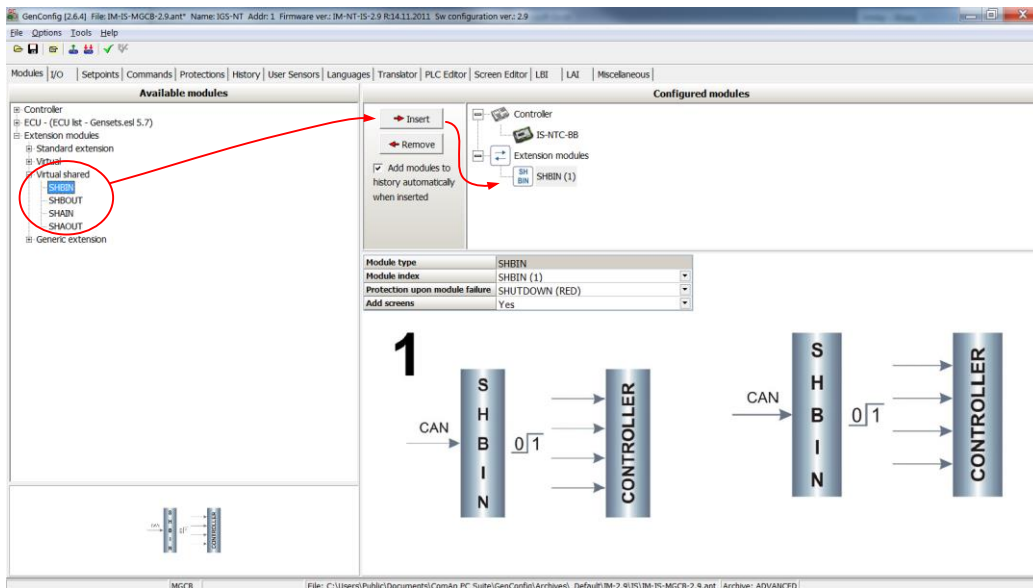 GenConfig [2.6.4] File: IM-IS-MGCB-2.9.ant* Name: IGS-NT Addr: 1 Firmware ver.: IM-NT-IS-2.9 R:14.11.2011 Sw configuration ver.: 2.9
File Options Tools Help
Modules I/O Setpoints Commands Protections History User Sensors Languages Translator PLC Editor Screen Editor LBI LAI Miscellaneous
Available modules
Controller
ECU - (ECU list - Gensets.esl 5.7)
Extension modules
Standard extension
Virtual
Virtual shared
SHBIN
SHBOUT
SHAIN
SHAOUT
Generic extension
Configured modules
Insert
Remove
Add modules to
history automatically
when inserted
Controller
IS-NTC-BB
Extension modules
SH
BIN
SHBIN (1)
Module type SHBIN
Module index SHBIN (1)
Protection upon module failure SHUTDOWN (RED)
Add screens Yes
1
CAN
SHBIN
0 1
CONTROLLER
CAN
SHBIN
0 1
CONTROLLER
CAN
SHBIN
CONTROLLER
MGCB File: C:\Users\Public\Documents\ComAp PC Suite\GenConfig\Archives\_Default\IM-2.9\IS\IM-IS-MGCB-2.9.ant Archive: ADVANCED